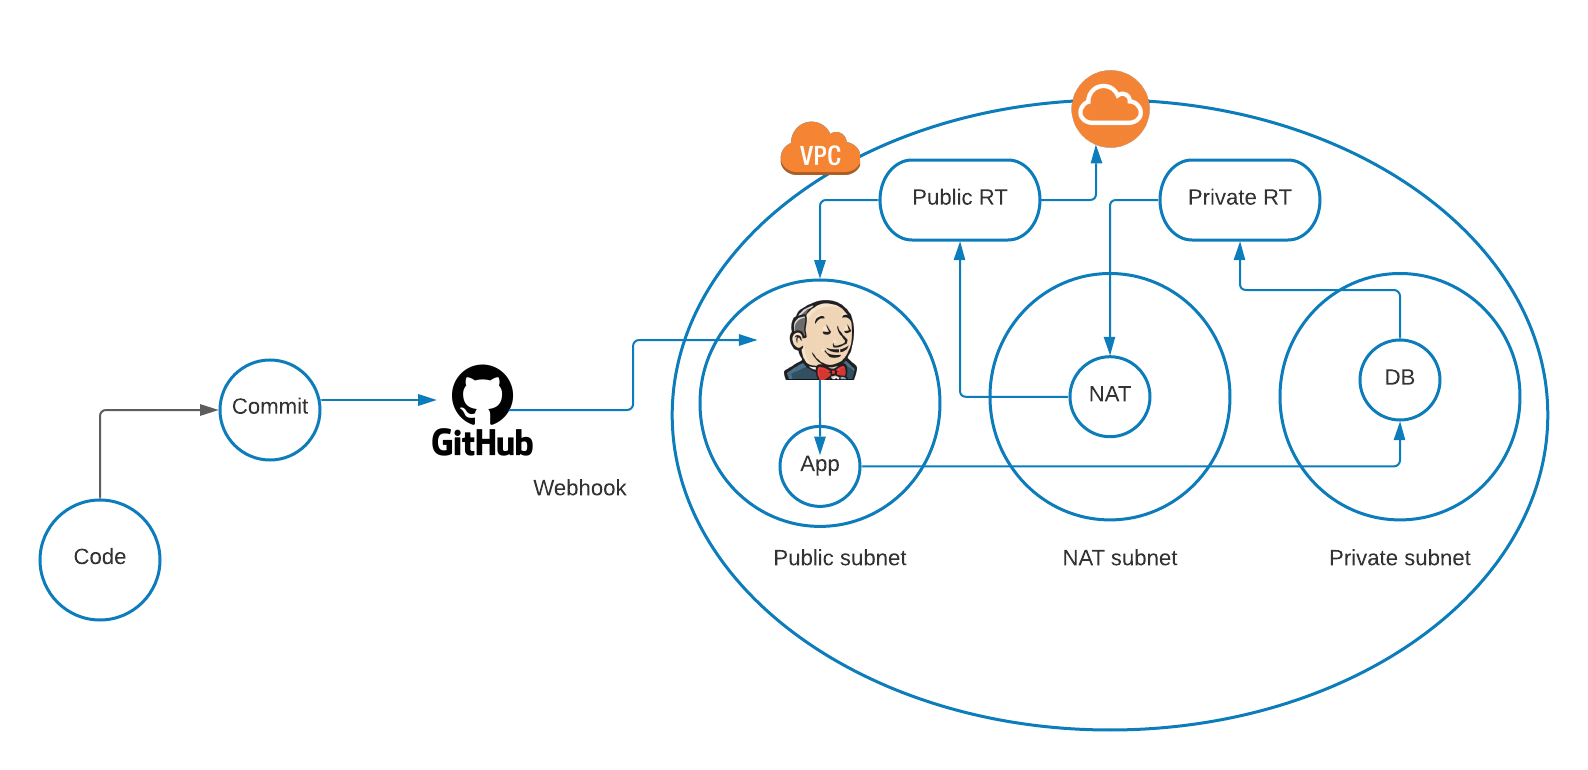 VPC
Public RT
Private RT
Commit
GitHub
Webhook
Code
App
NAT
DB
Public subnet
NAT subnet
Private subnet